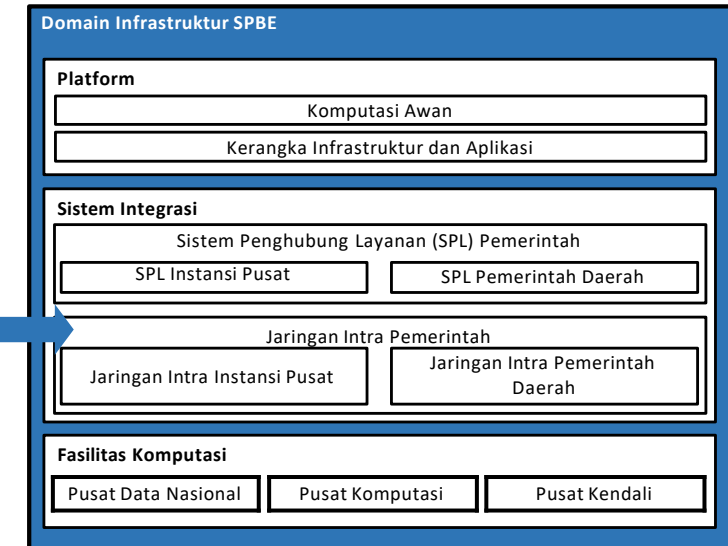 Domain Infrastruktur SPBE
Platform
Komputasi Awan
Kerangka Infrastruktur dan Aplikasi
Sistem Integrasi
Sistem Penghubung Layanan (SPL) Pemerintah
SPL Instansi Pusat
SPL Pemerintah Daerah
Jaringan Intra Pemerintah
Jaringan Intra Instansi Pusat
Jaringan Intra Pemerintah
Daerah
Fasilitas Komputasi
Pusat Data Nasional
Pusat Komputasi
Pusat Kendali